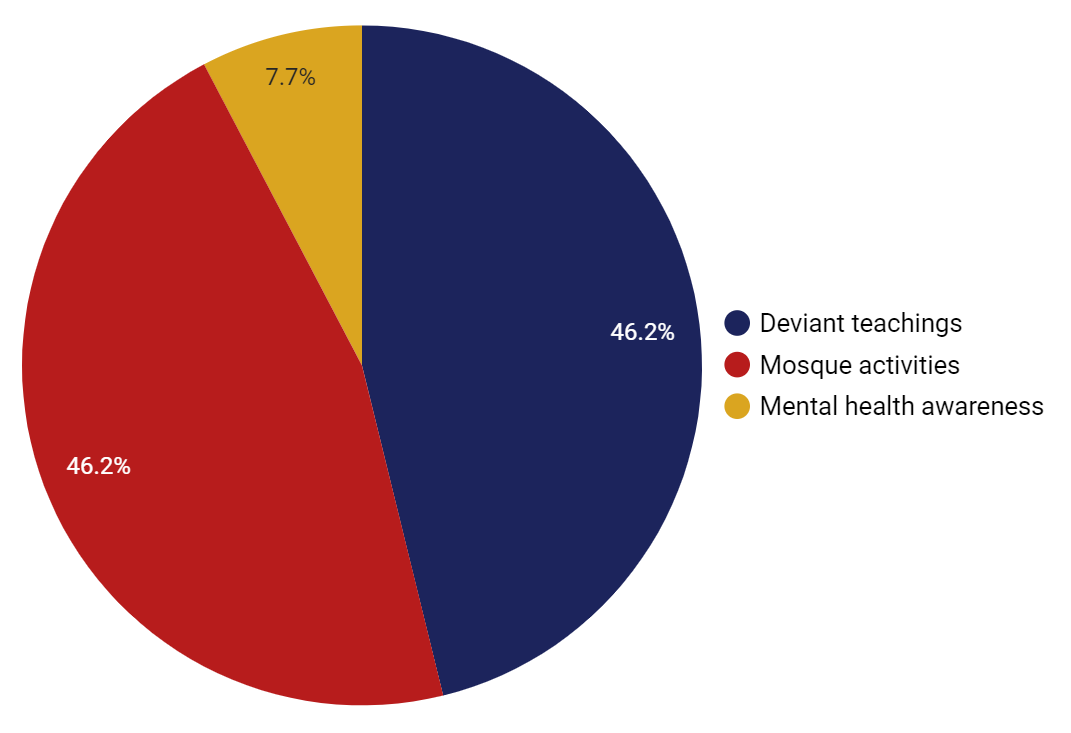 7.7%
46.2%
46.2%
Deviant teachings
Mosque activities
Mental health awareness